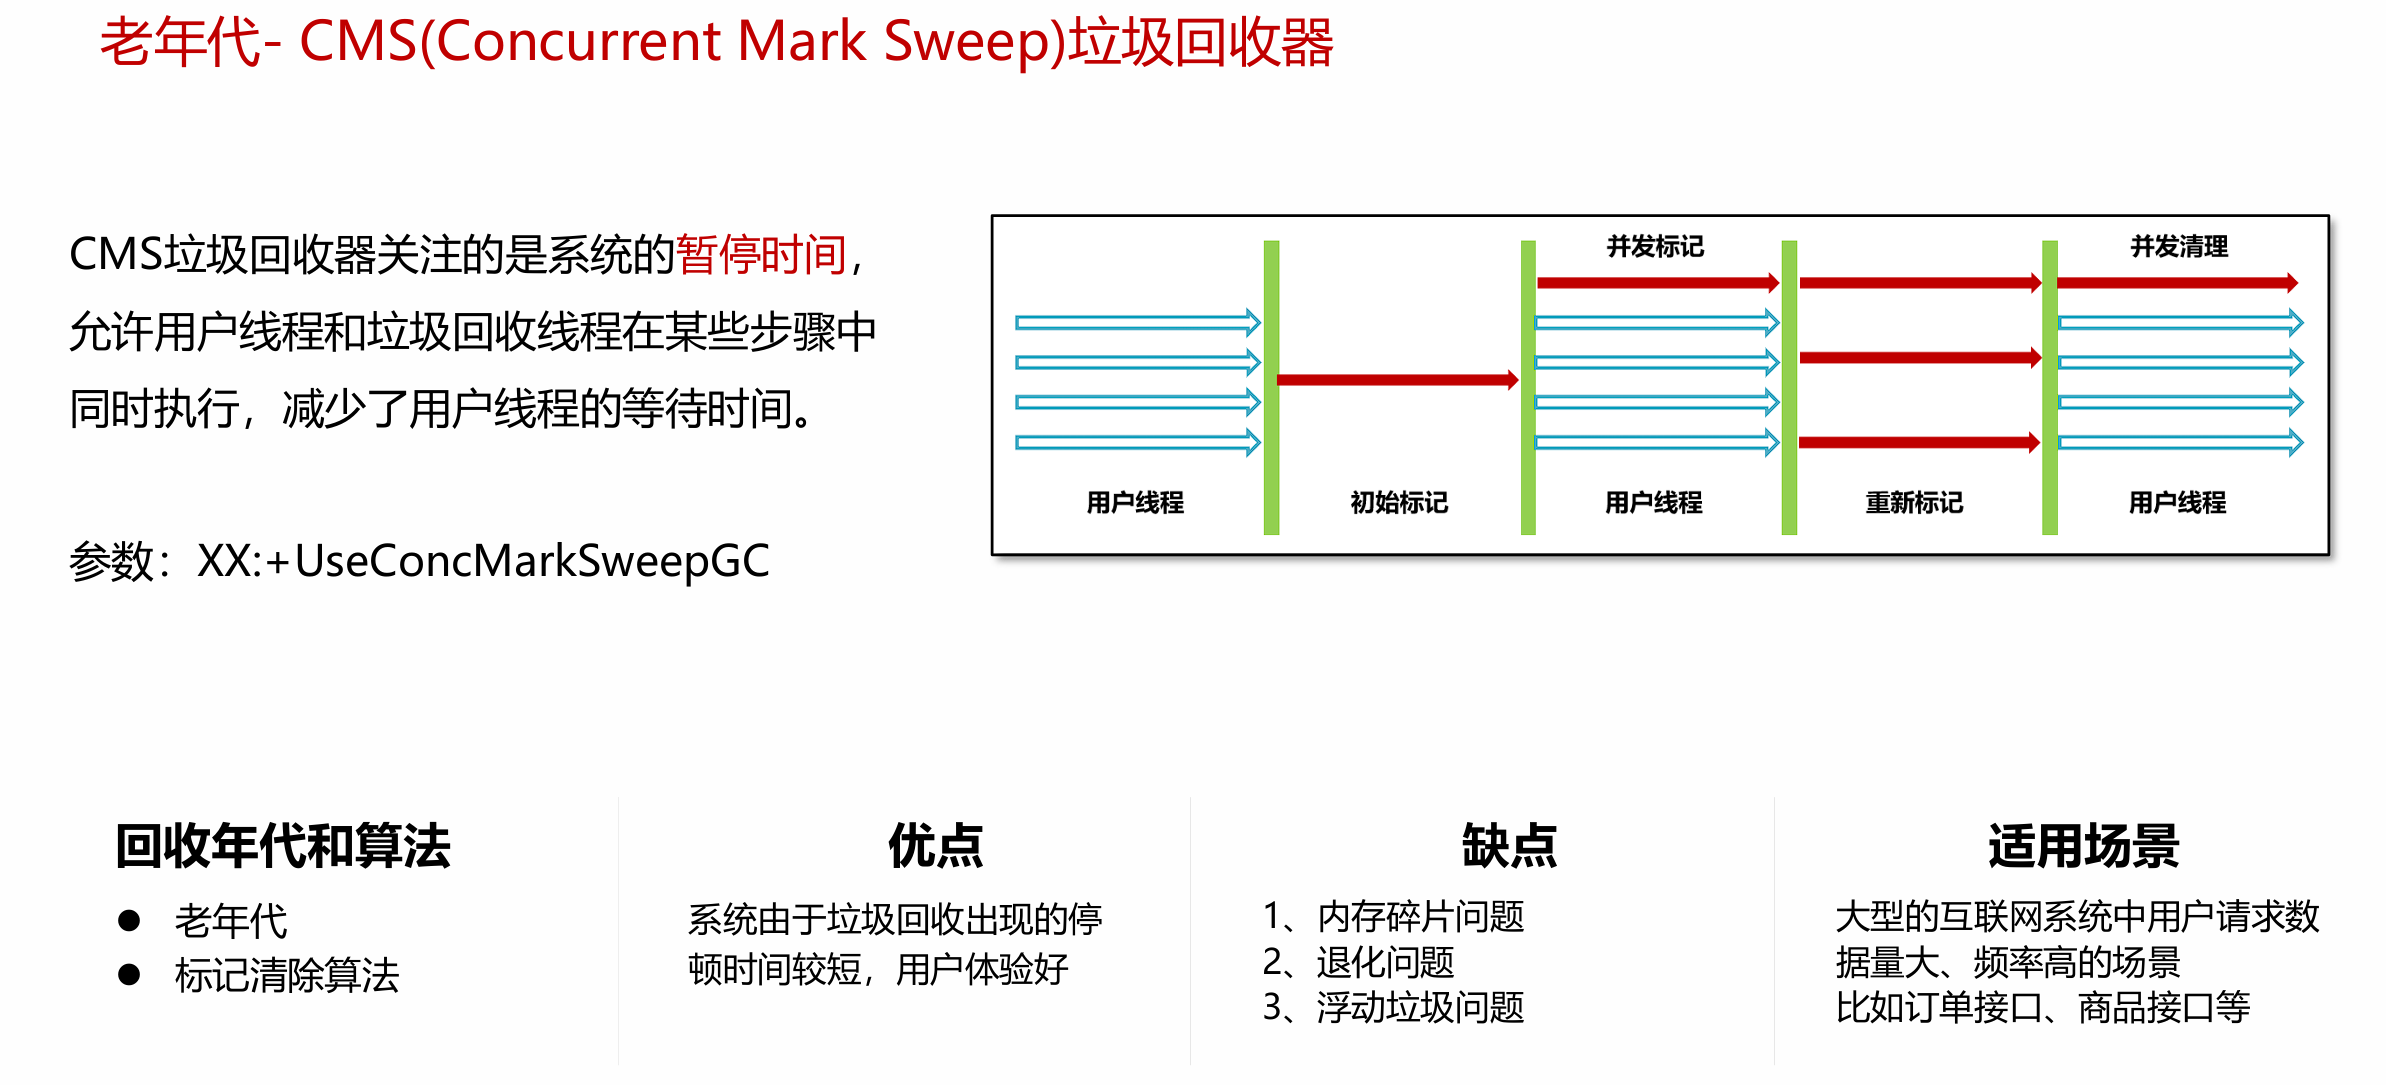 老年代- CMS(Concurrent Mark Sweep)垃圾回收器
CMS垃圾回收器关注的是系统的暂停时间，
允许用户线程和垃圾回收线程在某些步骤中
同时执行，减少了用户线程的等待时间。
参数：XX:+UseConcMarkSweepGC
并发标记
并发清理
用户线程
初始标记
用户线程
重新标记
用户线程
回收年代和算法
● 老年代
● 标记清除算法
优点
系统由于垃圾回收出现的停
顿时间较短，用户体验好
缺点
1、内存碎片问题
2、退化问题
3、浮动垃圾问题
适用场景
大型的互联网系统中用户请求数
据量大、频率高的场景
比如订单接口、商品接口等